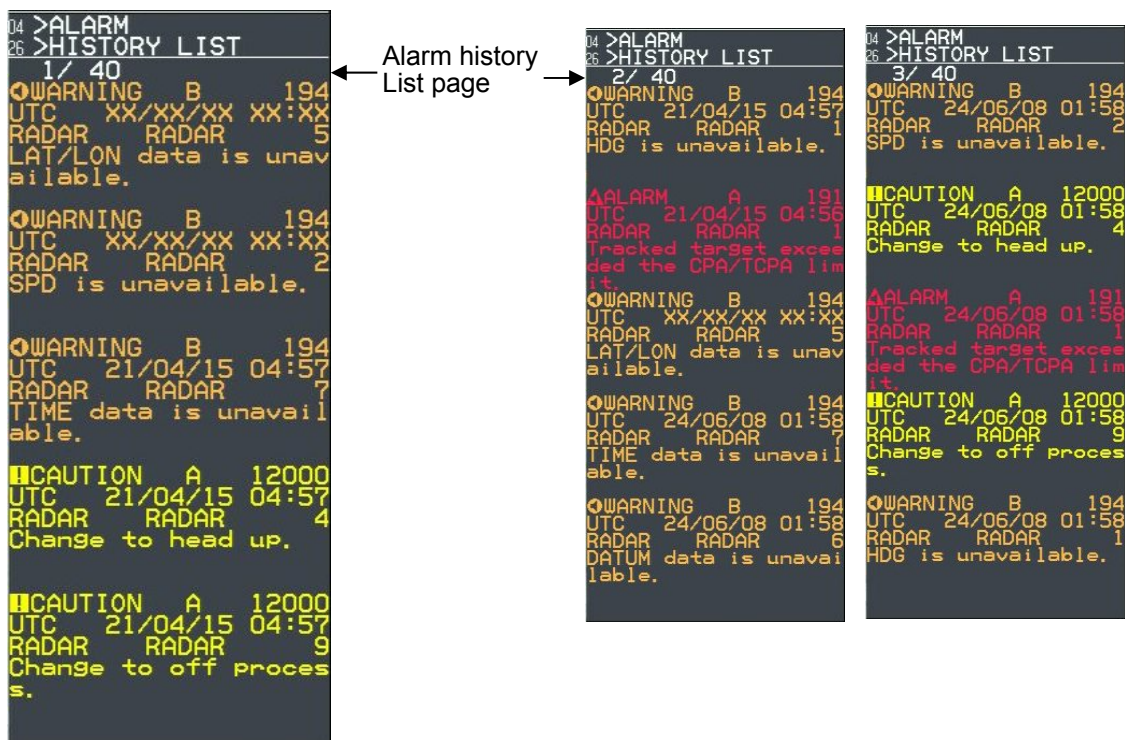 04 >ALARM
26 >HISTORY LIST
1/ 40
WARNING B 194
UTC XX/XX/XX XX:XX
RADAR RADAR 5
LAT/LON data is unav
ailable.
WARNING B 194
UTC XX/XX/XX XX:XX
RADAR RADAR 2
SPD is unavailable.
WARNING B 194
UTC 21/04/15 04:57
RADAR RADAR 7
TIME data is unavail
able.
!CAUTION A 12000
UTC 21/04/15 04:57
RADAR RADAR 4
Change to head up.
!CAUTION A 12000
UTC 21/04/15 04:57
RADAR RADAR 9
Change to off proces
s.
Alarm history
List page
04 >ALARM
26 >HISTORY LIST
2/ 40
WARNING B 194
UTC 21/04/15 04:57
RADAR RADAR 1
HDG is unavailable.
ALARM A 191
UTC 21/04/15 04:56
RADAR RADAR 1
Tracked target excee
ded the CPA/TCPA lim
it.
WARNING B 194
UTC XX/XX/XX XX:XX
RADAR RADAR 5
LAT/LON data is unav
ailable.
WARNING B 194
UTC 24/06/08 01:58
RADAR RADAR 7
TIME data is unavail
able.
WARNING B 194
UTC 24/06/08 01:58
RADAR RADAR 6
DATUM data is unavai
lable.
04 >ALARM
26 >HISTORY LIST
3/ 40
WARNING B 194
UTC 24/06/08 01:58
RADAR RADAR 2
SPD is unavailable.
!CAUTION A 12000
UTC 24/06/08 01:58
RADAR RADAR 4
Change to head up.
ALARM A 191
UTC 24/06/08 01:58
RADAR RADAR 1
Tracked target excee
ded the CPA/TCPA lim
it.
!CAUTION A 12000
UTC 24/06/08 01:58
RADAR RADAR 9
Change to off proces
s.
WARNING B 194
UTC 24/06/08 01:58
RADAR RADAR 1
HDG is unavailable.